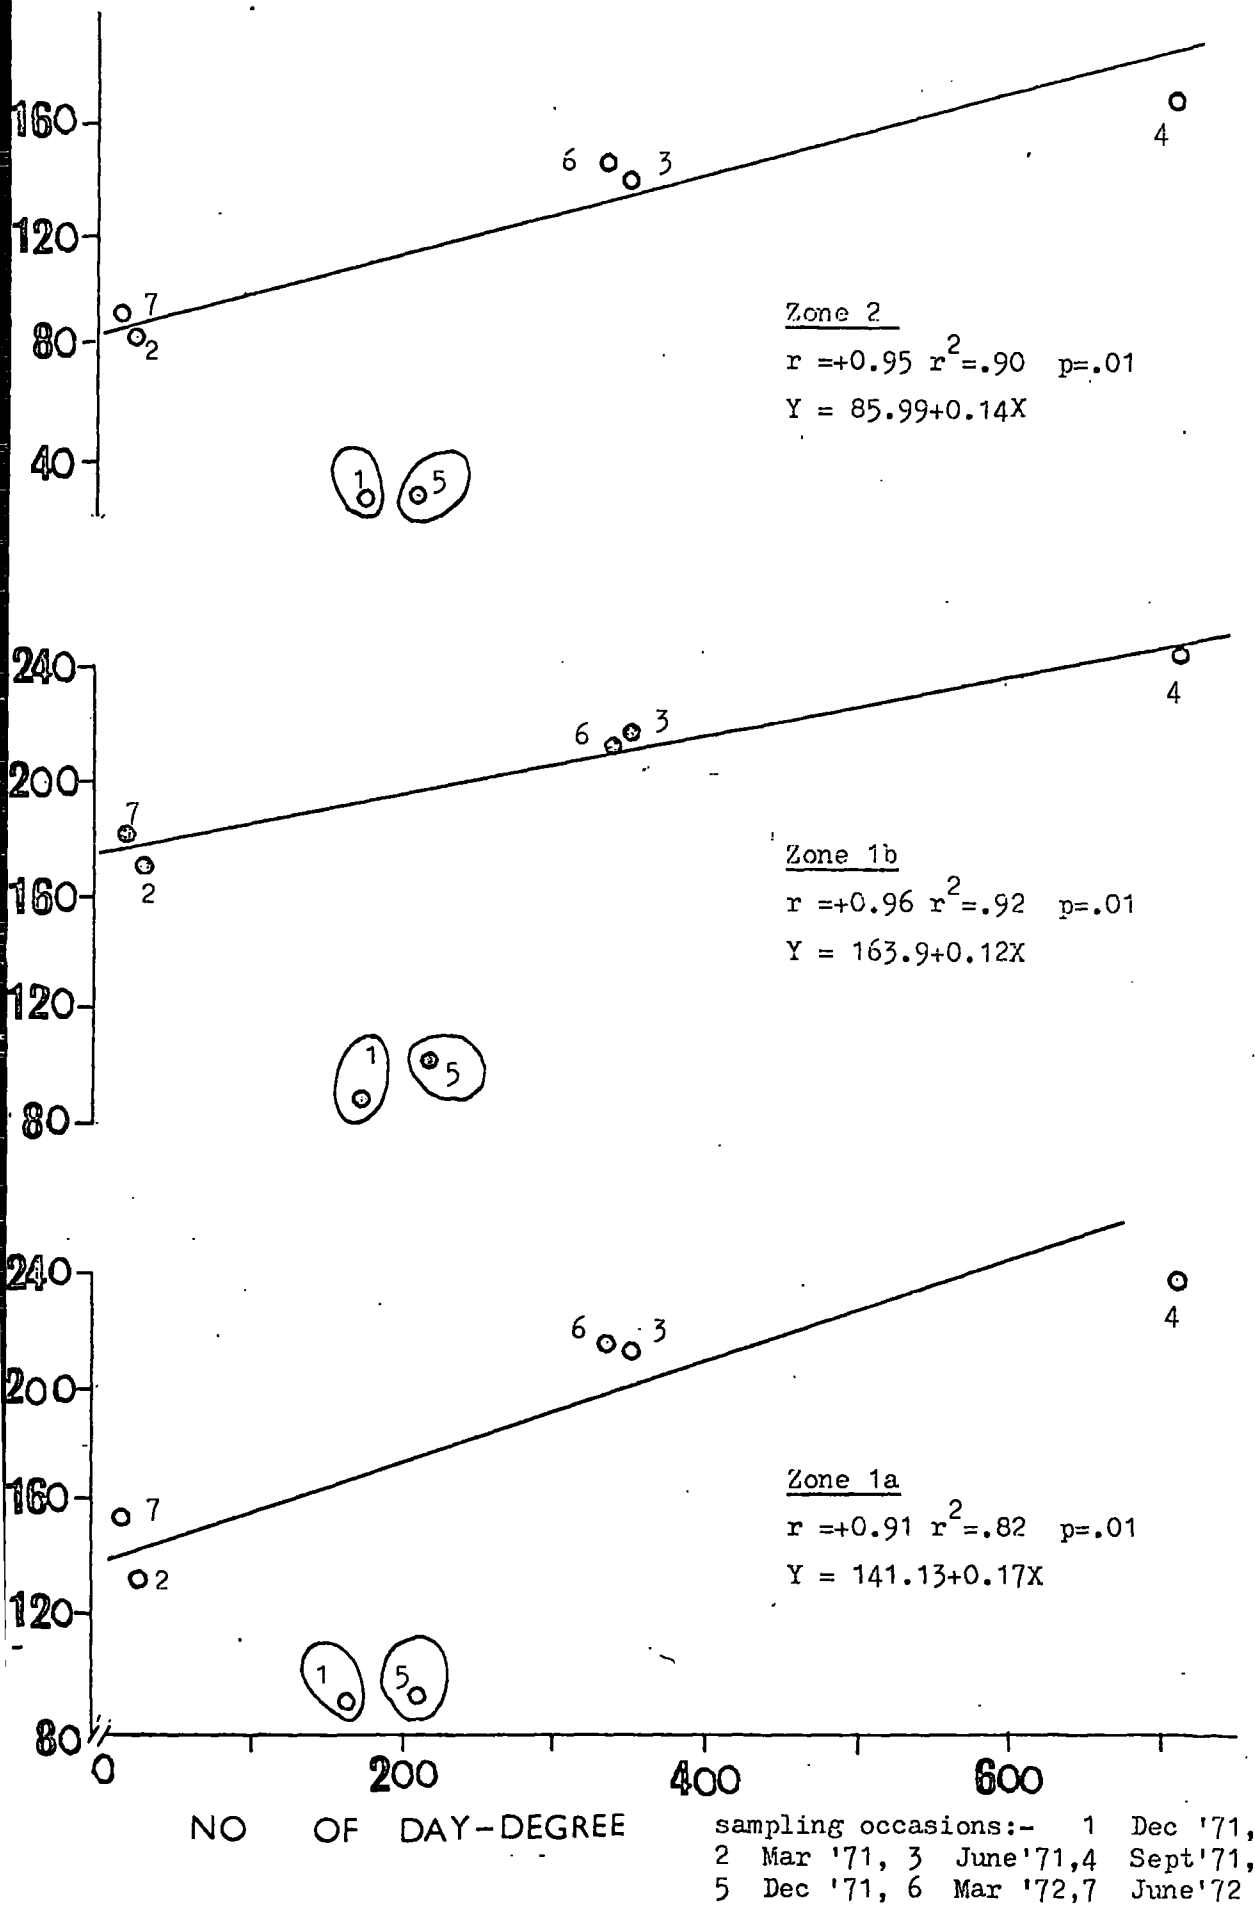 160
6 3
4
120
7
80
2
Zone 2
r =+0.95 r2=.90 p=.01
Y = 85.99+0.14X
40
1 5
240
6 3
4
200
7
2
160
Zone 1b
r =+0.96 r2=.92 p=.01
Y = 163.9+0.12X
120
1
5
80
240
6 3
4
200
160
7
2
Zone 1a
r =+0.91 r2=.82 p=.01
Y = 141.13+0.17X
120
1 5
80
0 200 400 600
NO OF DAY-DEGREE
sampling occasions:- 1 Dec '71,
2 Mar '71, 3 June'71,4 Sept'71,
5 Dec '71, 6 Mar '72,7 June'72